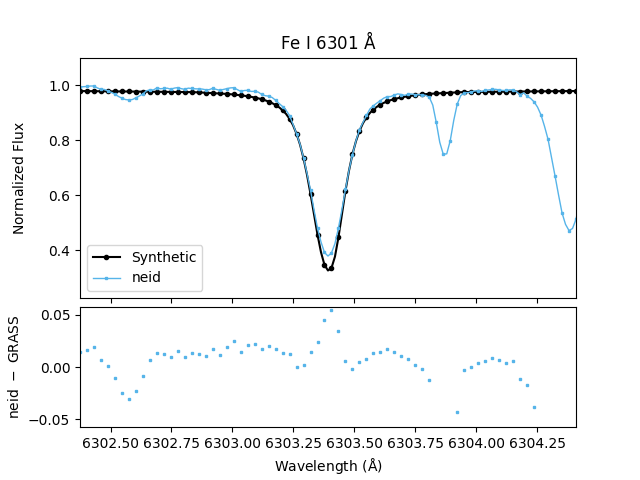 Fe I 6301 Å
Normalized Flux
1.0
0.8
0.6
0.4
Synthetic
neid
neid − GRASS
0.05
0.00
−0.05
6302.50 6302.75 6303.00 6303.25 6303.50 6303.75 6304.00 6304.25
Wavelength (Å)